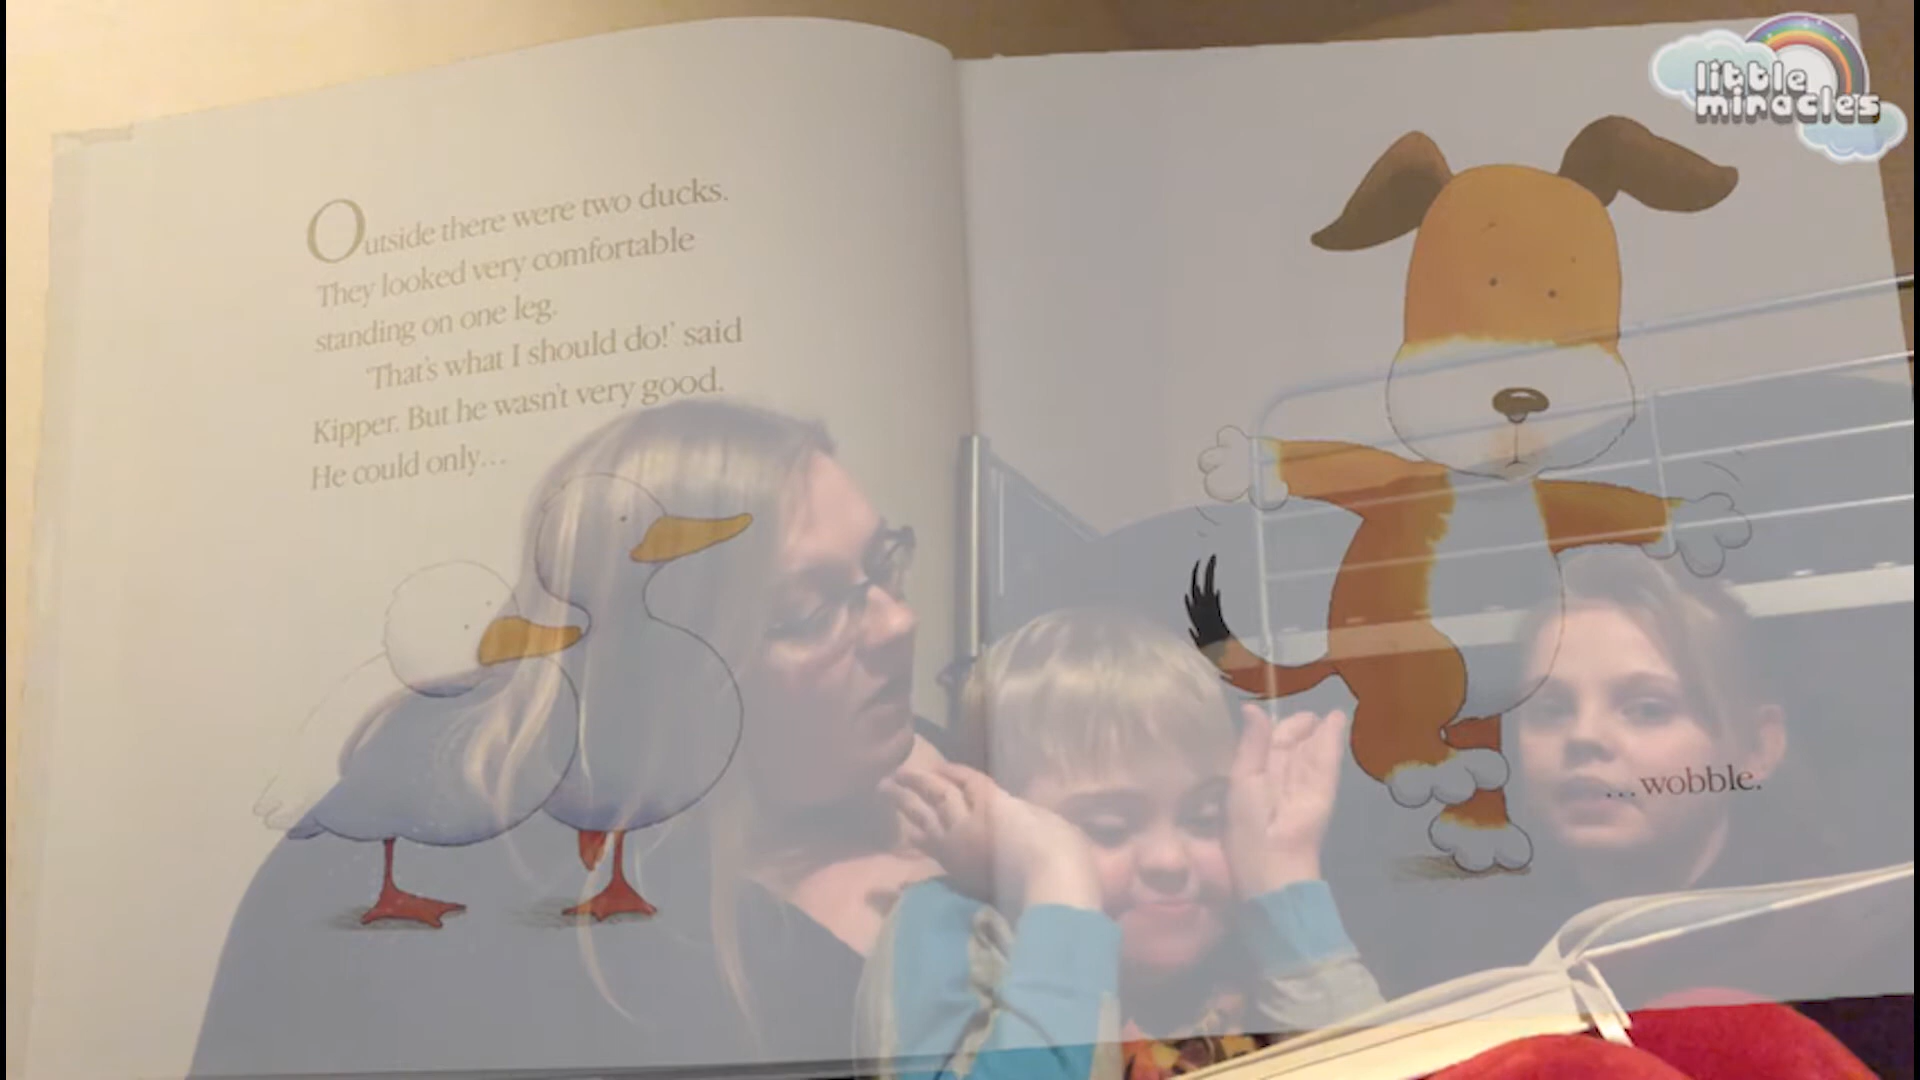 little
miracles
Outside there were two ducks.
They looked very comfortable
standing on one leg.
‘That’s what I should do!’ said
Kipper. But he wasn’t very good.
He could only…
…wobble.